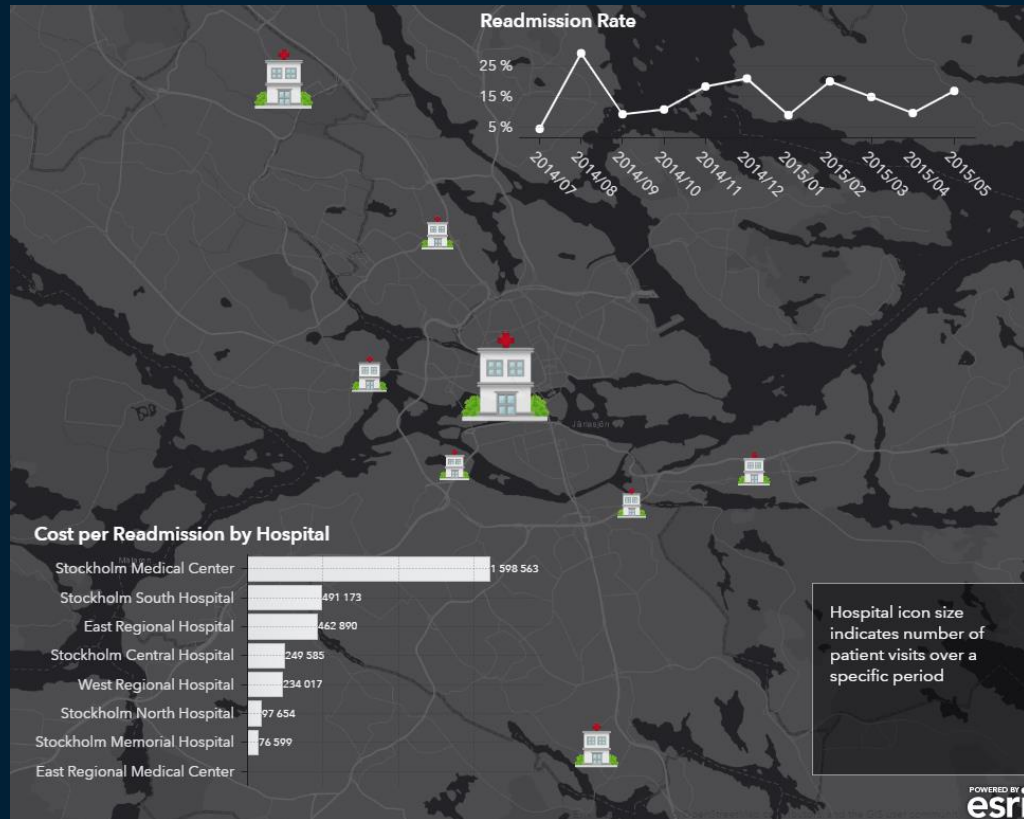 Readmission Rate
25 %
15 %
5 %
2014/07
2014/08
2014/09
2014/10
2014/11
2014/12
2015/01
2015/02
2015/03
2015/04
2015/05
Cost per Readmission by Hospital
Stockholm Medical Center 1 598 563
Stockholm South Hospital 491 173
East Regional Hospital 462 890
Stockholm Central Hospital 249 585
West Regional Hospital 234 017
Stockholm North Hospital 97 654
Stockholm Memorial Hospital 76 599
East Regional Medical Center
Hospital icon size
indicates number of
patient visits over a
specific period
POWERED BY
esri